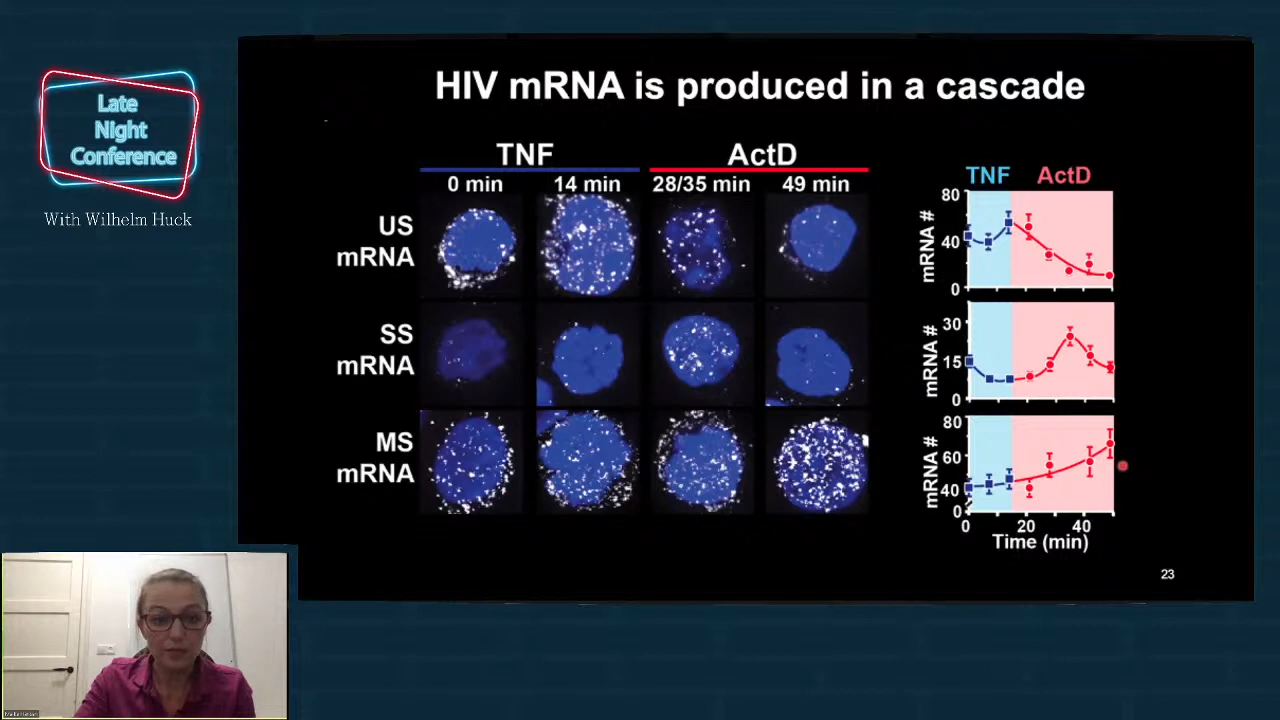 Late
Night
Conference
With Wilhelm Huck
HIV mRNA is produced in a cascade
TNF
ActD
0 min
14 min
28/35 min
49 min
US
mRNA
SS
mRNA
MS
mRNA
TNF
ActD
mRNA #
80
40
0
mRNA #
30
15
0
mRNA #
80
60
40
0
0
20
40
Time (min)
23